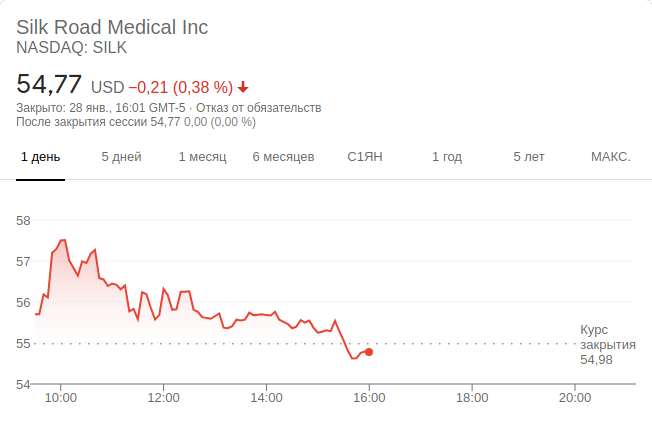 Silk Road Medical Inc
NASDAQ: SILK
54,77 USD −0,21 (0,38 %)
Закрыто: 28 янв., 16:01 GMT-5 · Отказ от обязательств
После закрытия сессии 54,77 0,00 (0,00 %)
1 день 5 дней 1 месяц 6 месяцев С1ЯН 1 год 5 лет МАКС.
58
57
56
55
54
Курс
закрытия
54,98
10:00 12:00 14:00 16:00 18:00 20:00